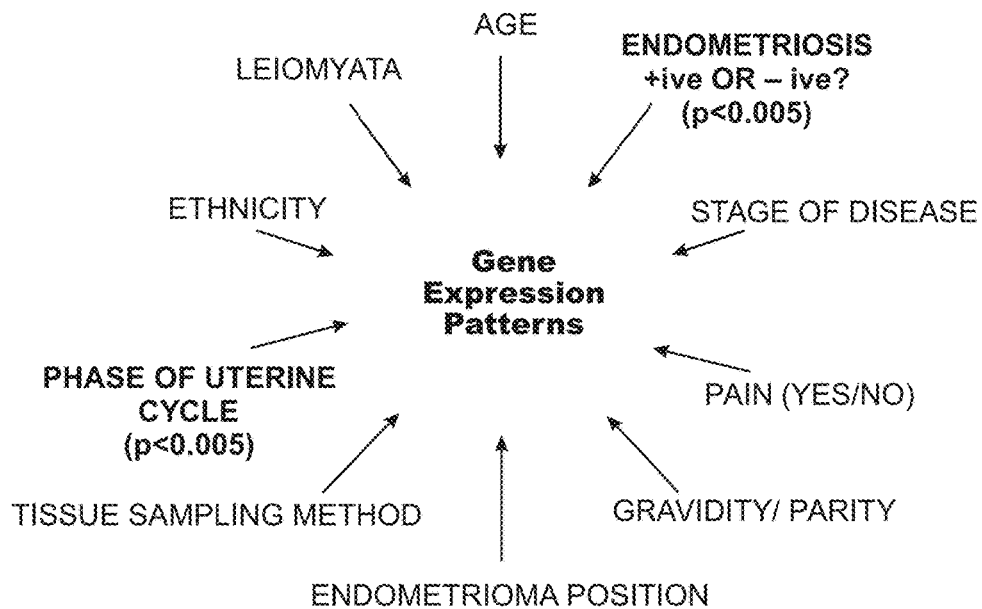 AGE
ENDOMETRIOSIS
+ive OR – ive?
(p<0.005)
LEIOMYATA
ETHNICITY
STAGE OF DISEASE
Gene
Expression
Patterns
PHASE OF UTERINE
CYCLE
(p<0.005)
PAIN (YES/NO)
TISSUE SAMPLING METHOD
GRAVIDITY/ PARITY
ENDOMETRIOMA POSITION